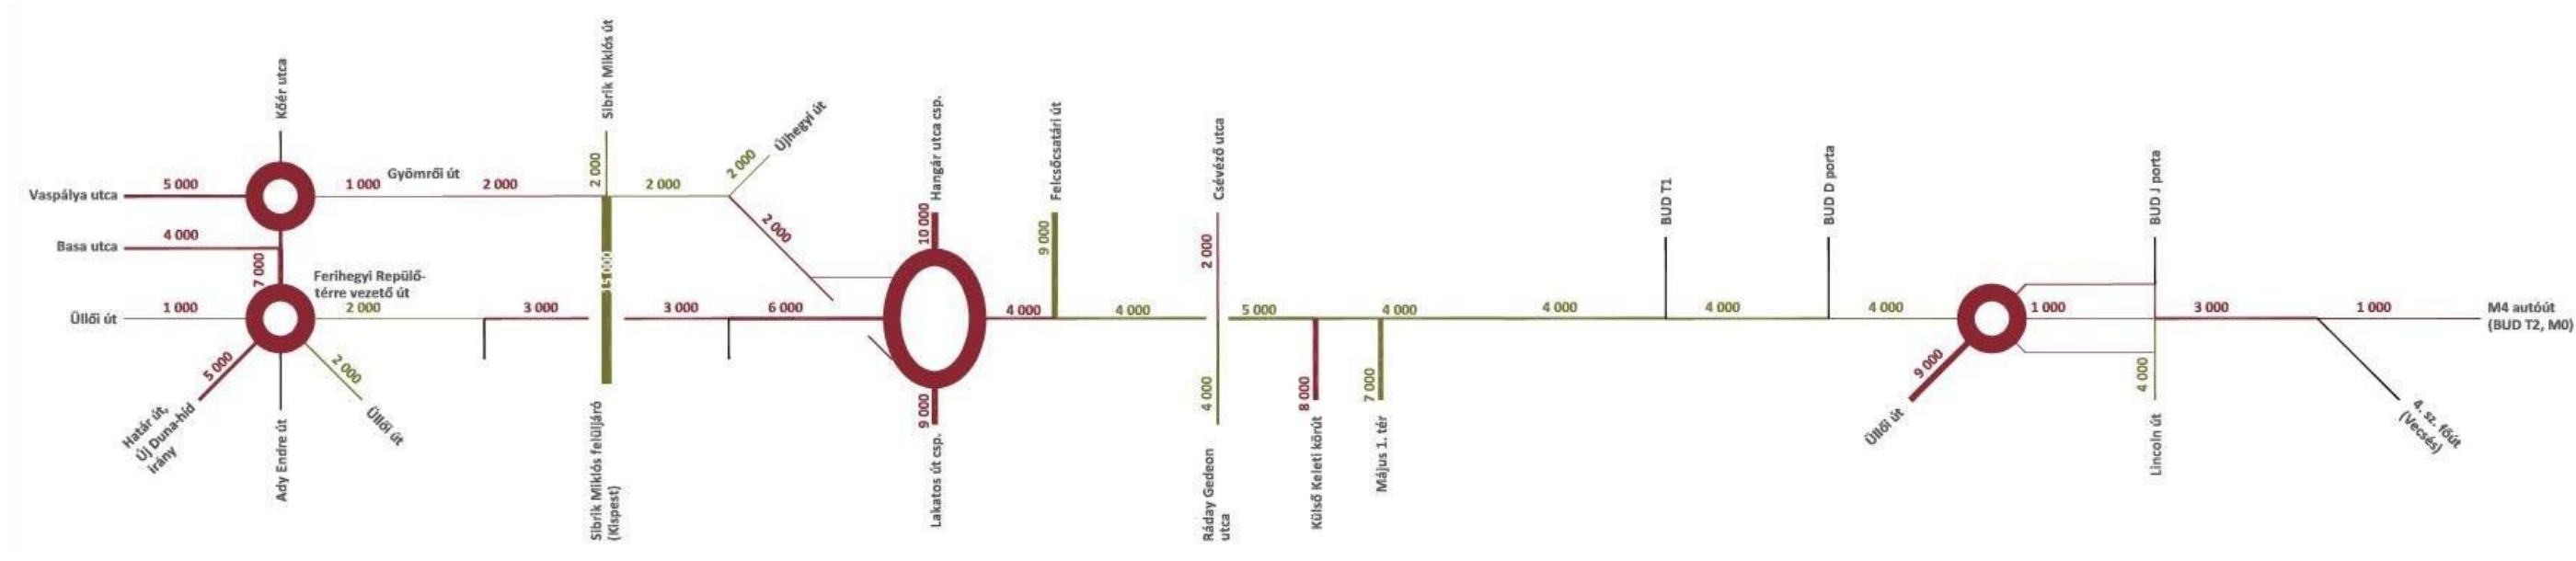 Kőér utca
Sibrik Miklós út
Újhegyi út
Hangár utca csp.
Felsőcsatári út
Csévéző utca
BUD T1
BUD D porta
BUD J porta
Vaspálya utca
5 000
1 000
Gyömrői út
2 000
2 000
2 000
2 000
2 000
10 000
9 000
2 000
Basa utca
4 000
7 000
Ferihegyi Repülő-
térre vezető út
15 000
Üllői út
1 000
2 000
3 000
3 000
6 000
4 000
4 000
5 000
4 000
4 000
4 000
4 000
1 000
3 000
1 000
M4 autóút
(BUD T2, M0)
5 000
2 000
9 000
4 000
8 000
7 000
9 000
4 000
Határ út,
Új Duna-híd
irány
Ady Endre út
Üllői út
Sibrik Miklós felüljáró
(Kispest)
Lakatos út csp.
Ráday Gedeon
utca
Külső Keleti körút
Május 1. tér
Üllői út
Lincoln út
4. sz. főút
(Vecsés)